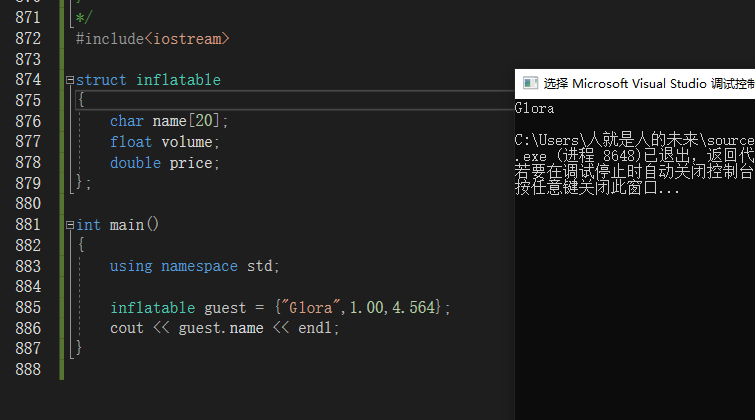 870
871 */
872 #include<iostream>
873
874 struct inflatable
875 {
876 char name[20];
877 float volume;
878 double price;
879 };
880
881 int main()
882 {
883 using namespace std;
884
885 inflatable guest = {"Glora",1.00,4.564};
886 cout << guest.name << endl;
887 }
888
选择 Microsoft Visual Studio 调试控制
Glora
C:\Users\人就是人的未来\source
.exe (进程 8648)已退出，返回代
若要在调试停止时自动关闭控制台
按任意键关闭此窗口...